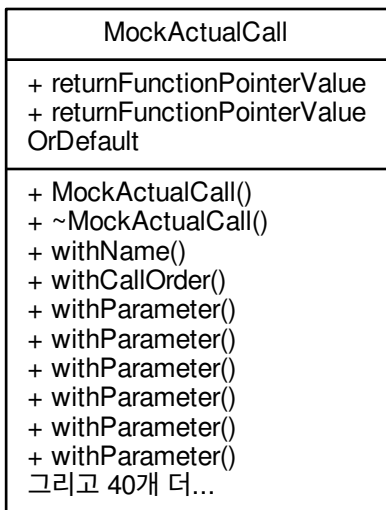 MockActualCall
+ returnFunctionPointerValue
+ returnFunctionPointerValue
OrDefault
+ MockActualCall()
+ ~MockActualCall()
+ withName()
+ withCallOrder()
+ withParameter()
+ withParameter()
+ withParameter()
+ withParameter()
+ withParameter()
+ withParameter()
그리고 40개 더...